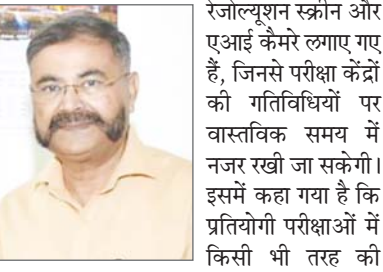 रेजोल्यूशन स्क्रीन और
एआई कैमरे लगाए गए
हैं, जिनसे परीक्षा केंद्रों
की गतिविधियों पर
वास्तविक समय में
नजर रखी जा सकेगी।
इसमें कहा गया है कि
प्रतियोगी परीक्षाओं में
किसी भी तरह की